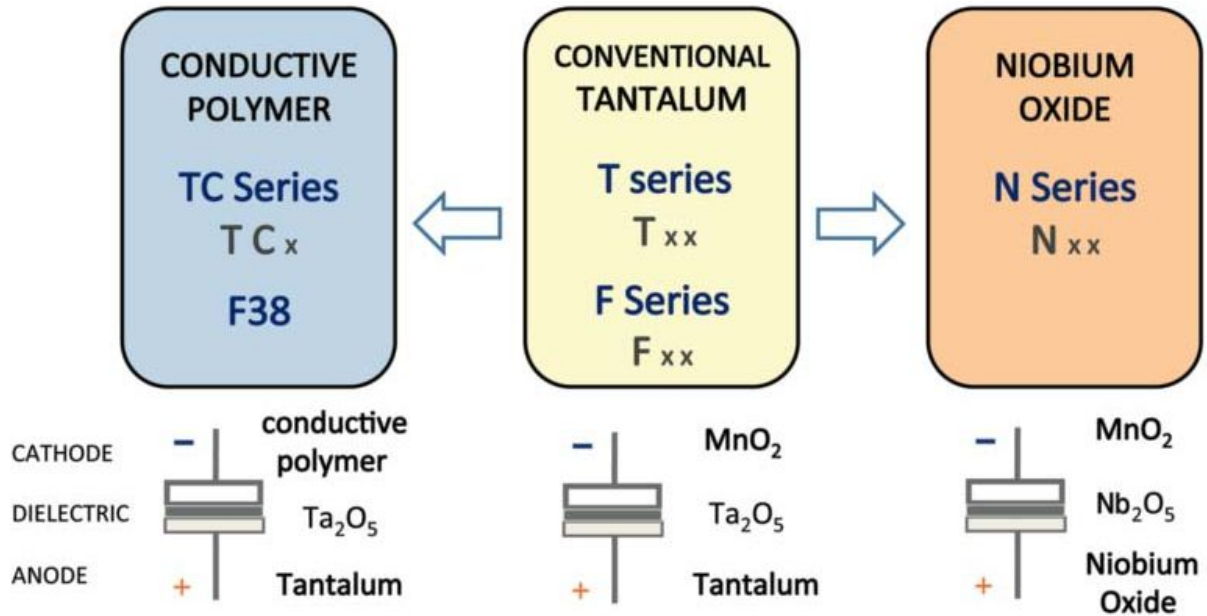 CONDUCTIVE
POLYMER
TC Series
T C x
F38
CONVENTIONAL
TANTALUM
T series
T x x
F Series
F x x
NIOBIUM
OXIDE
N Series
N x x
CATHODE
DIELECTRIC
ANODE
–
conductive
polymer
Ta₂O₅
+
Tantalum
–
MnO₂
Ta₂O₅
+
Tantalum
–
MnO₂
Nb₂O₅
+
Niobium
Oxide